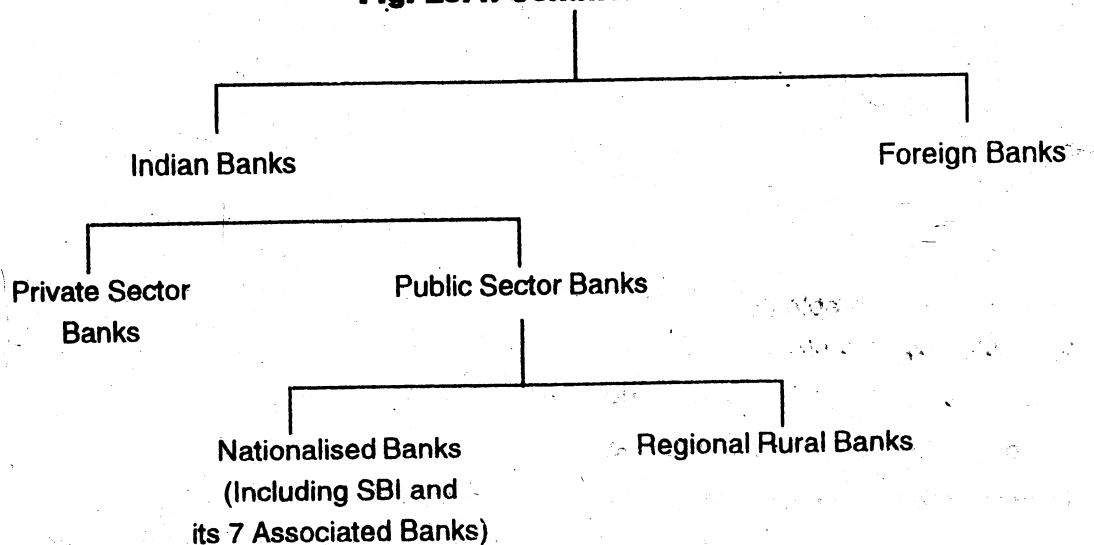 Indian Banks
Foreign Banks
Private Sector
Banks
Public Sector Banks
Nationalised Banks
(Including SBI and
its 7 Associated Banks)
Regional Rural Banks